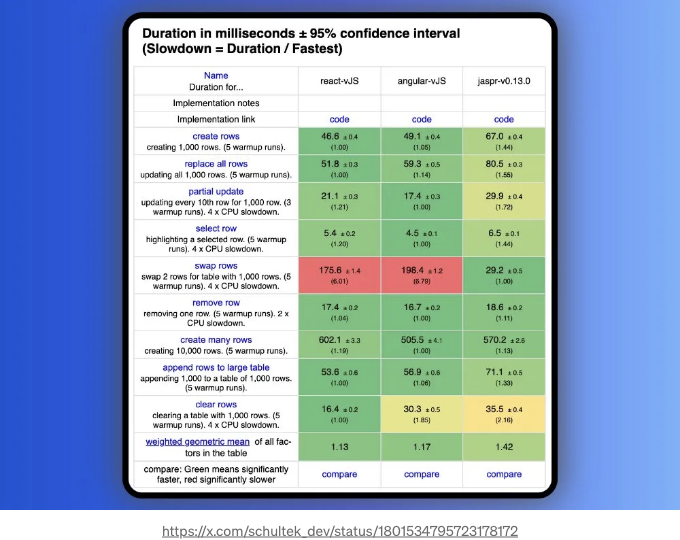 Duration in milliseconds ± 95% confidence interval
(Slowdown = Duration / Fastest)
Name
Duration for...
react-vJS
angular-vJS
jaspr-v0.13.0
Implementation notes
Implementation link
code
code
code
create rows
creating 1,000 rows. (5 warmup runs).
46.6 ±0.4
(1.00)
49.1 ±0.4
(1.05)
67.0 ±0.4
(1.44)
replace all rows
updating all 1,000 rows. (5 warmup runs).
51.8 ±0.3
(1.00)
59.3 ±0.5
(1.14)
80.5 ±0.3
(1.55)
partial update
updating every 10th row for 1,000 row. (3
warmup runs). 4 x CPU slowdown.
21.1 ±0.3
(1.21)
17.4 ±0.3
(1.00)
29.9 ±0.4
(1.72)
select row
highlighting a selected row. (5 warmup
runs). 4 x CPU slowdown.
5.4 ±0.2
(1.20)
4.5 ±0.1
(1.00)
6.5 ±0.1
(1.44)
swap rows
swap 2 rows for table with 1,000 rows. (5
warmup runs). 4 x CPU slowdown.
175.6 ±1.4
(6.01)
198.4 ±1.2
(6.79)
29.2 ±0.5
(1.00)
remove row
removing one row. (5 warmup runs). 2 x
CPU slowdown.
17.4 ±0.2
(1.04)
16.7 ±0.2
(1.00)
18.6 ±0.2
(1.11)
create many rows
creating 10,000 rows. (5 warmup runs).
602.1 ±3.3
(1.19)
505.5 ±4.1
(1.00)
570.2 ±2.6
(1.13)
append rows to large table
appending 1,000 to a table of 1,000 rows.
(5 warmup runs).
53.6 ±0.6
(1.00)
56.9 ±0.6
(1.06)
71.1 ±0.5
(1.33)
clear rows
clearing a table with 1,000 rows. (5
warmup runs). 4 x CPU slowdown.
16.4 ±0.2
(1.00)
30.3 ±0.5
(1.85)
35.5 ±0.4
(2.16)
weighted geometric mean of all fac-
tors in the table
1.13
1.17
1.42
compare: Green means significantly
faster, red significantly slower
compare
compare
compare
https://x.com/schultek_dev/status/1801534795723178172